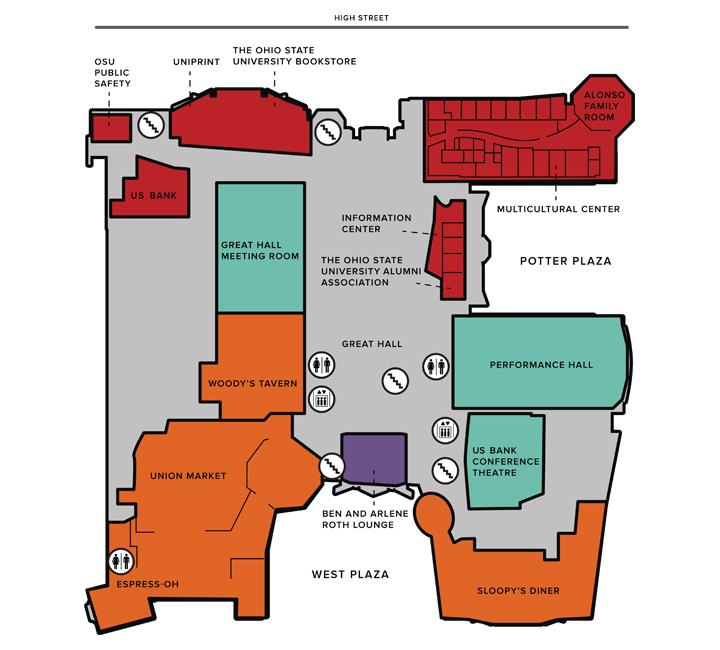 HIGH STREET
OSU
PUBLIC
SAFETY
UNIPRINT
THE OHIO STATE
UNIVERSITY BOOKSTORE
ALONSO
FAMILY
ROOM
US BANK
MULTICULTURAL CENTER
INFORMATION
CENTER
GREAT HALL
MEETING ROOM
THE OHIO STATE
UNIVERSITY ALUMNI
ASSOCIATION
POTTER PLAZA
GREAT HALL
PERFORMANCE HALL
WOODY'S TAVERN
UNION MARKET
US BANK
CONFERENCE
THEATRE
BEN AND ARLENE
ROTH LOUNGE
WEST PLAZA
ESPRESS-OH
SLOOPY'S DINER